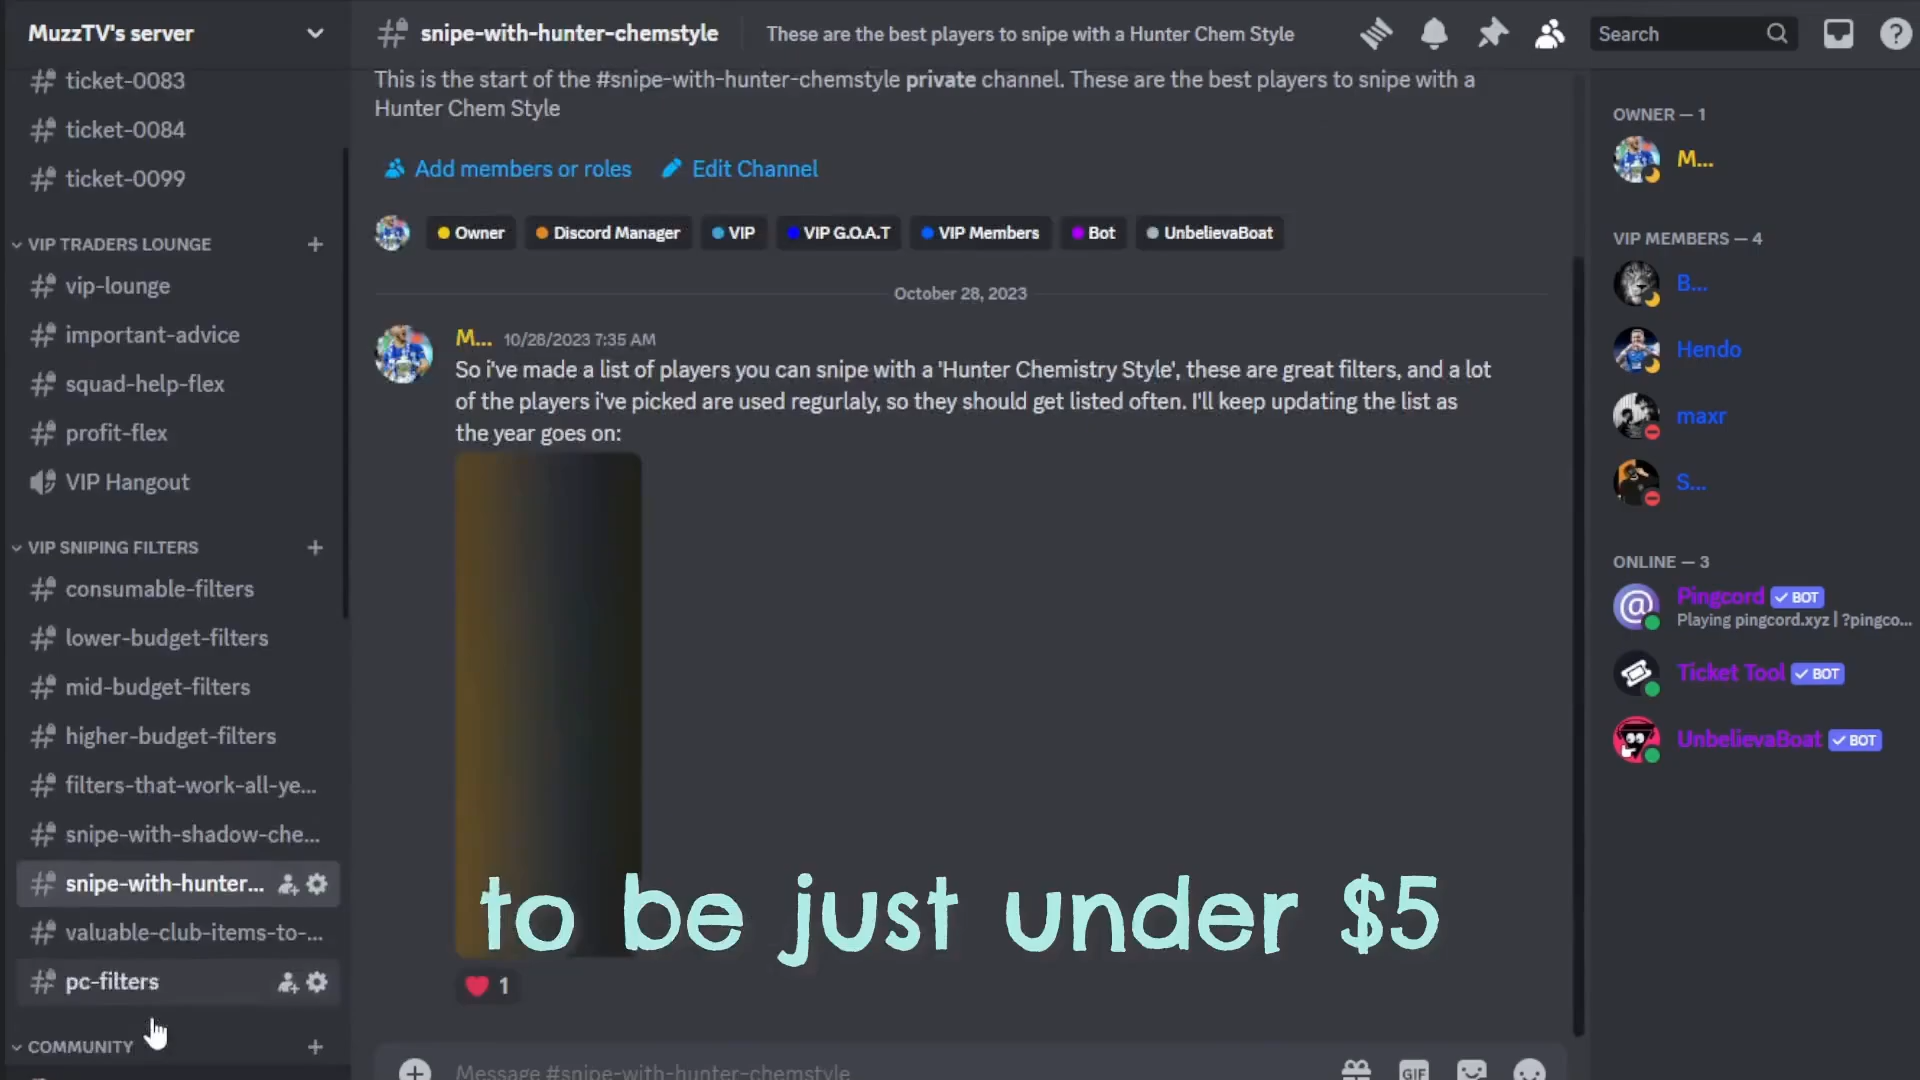 MuzzTV's server
ticket-0083
ticket-0084
ticket-0099
VIP TRADERS LOUNGE
vip-lounge
important-advice
squad-help-flex
profit-flex
VIP Hangout
VIP SNIPING FILTERS
consumable-filters
lower-budget-filters
mid-budget-filters
higher-budget-filters
filters-that-work-all-ye...
snipe-with-shadow-che...
snipe-with-hunter...
valuable-club-items-to-...
pc-filters
COMMUNITY
snipe-with-hunter-chemstyle
These are the best players to snipe with a Hunter Chem Style
Search
This is the start of the #snipe-with-hunter-chemstyle private channel. These are the best players to snipe with a
Hunter Chem Style
Add members or roles
Edit Channel
Owner
Discord Manager
VIP
VIP G.O.A.T
VIP Members
Bot
UnbelievaBoat
October 28, 2023
M... 10/28/2023 7:35 AM
So i've made a list of players you can snipe with a 'Hunter Chemistry Style', these are great filters, and a lot
of the players i've picked are used regurlaly, so they should get listed often. I'll keep updating the list as
the year goes on:
to be just under $5
1
Message #snipe-with-hunter-chemstyle
GIF
OWNER — 1
M...
VIP MEMBERS — 4
B...
Hendo
maxr
S...
ONLINE — 3
Pingcord BOT
Playing pingcord.xyz | ?pingco...
Ticket Tool BOT
UnbelievaBoat BOT